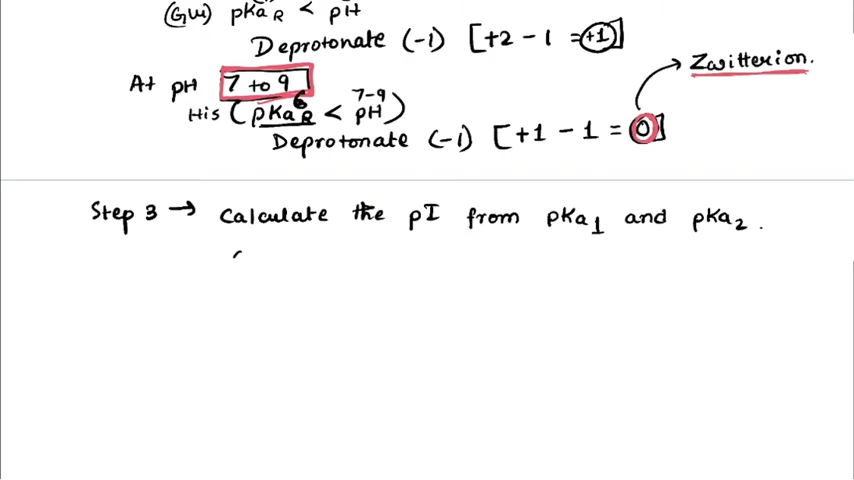 (Glu) pKaR < pH
Deprotonate (-1) [+2 - 1 = +1]
At pH 7 to 9 Zwitterion.
His (pKaR 6 < pH 7-9)
Deprotonate (-1) [+1 - 1 = 0]
Step 3 → Calculate the pI from pKa1 and pKa2.